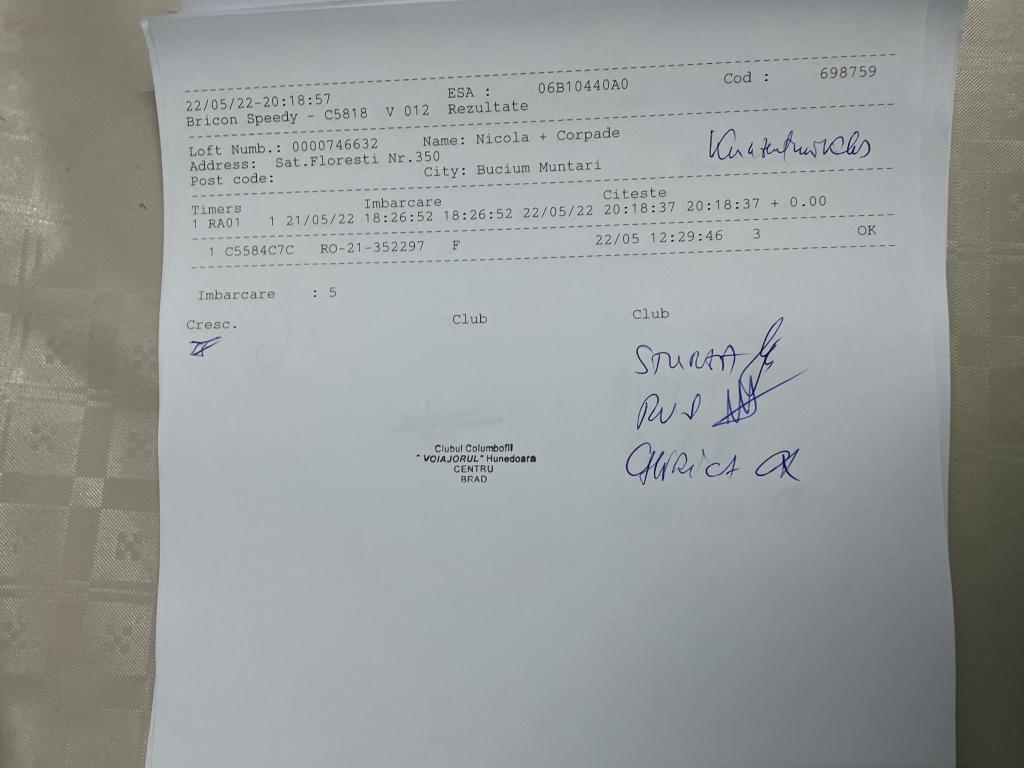 22/05/22-20:18:57 ESA : 06B10440A0 Cod : 698759
Bricon Speedy - C5818 V 012 Rezultate
Loft Numb.: 0000746632 Name: Nicola + Corpade
Address: Sat.Floresti Nr.350
Post code: City: Bucium Muntari
Timers Imbarcare Citeste
1 RA01 1 21/05/22 18:26:52 18:26:52 22/05/22 20:18:37 20:18:37 + 0.00
1 C5584C7C RO-21-352297 F 22/05 12:29:46 3 OK
Imbarcare : 5
Cresc. Club Club
Clubul Columbofil
"VOIAJORUL" Hunedoara
CENTRU
BRAD